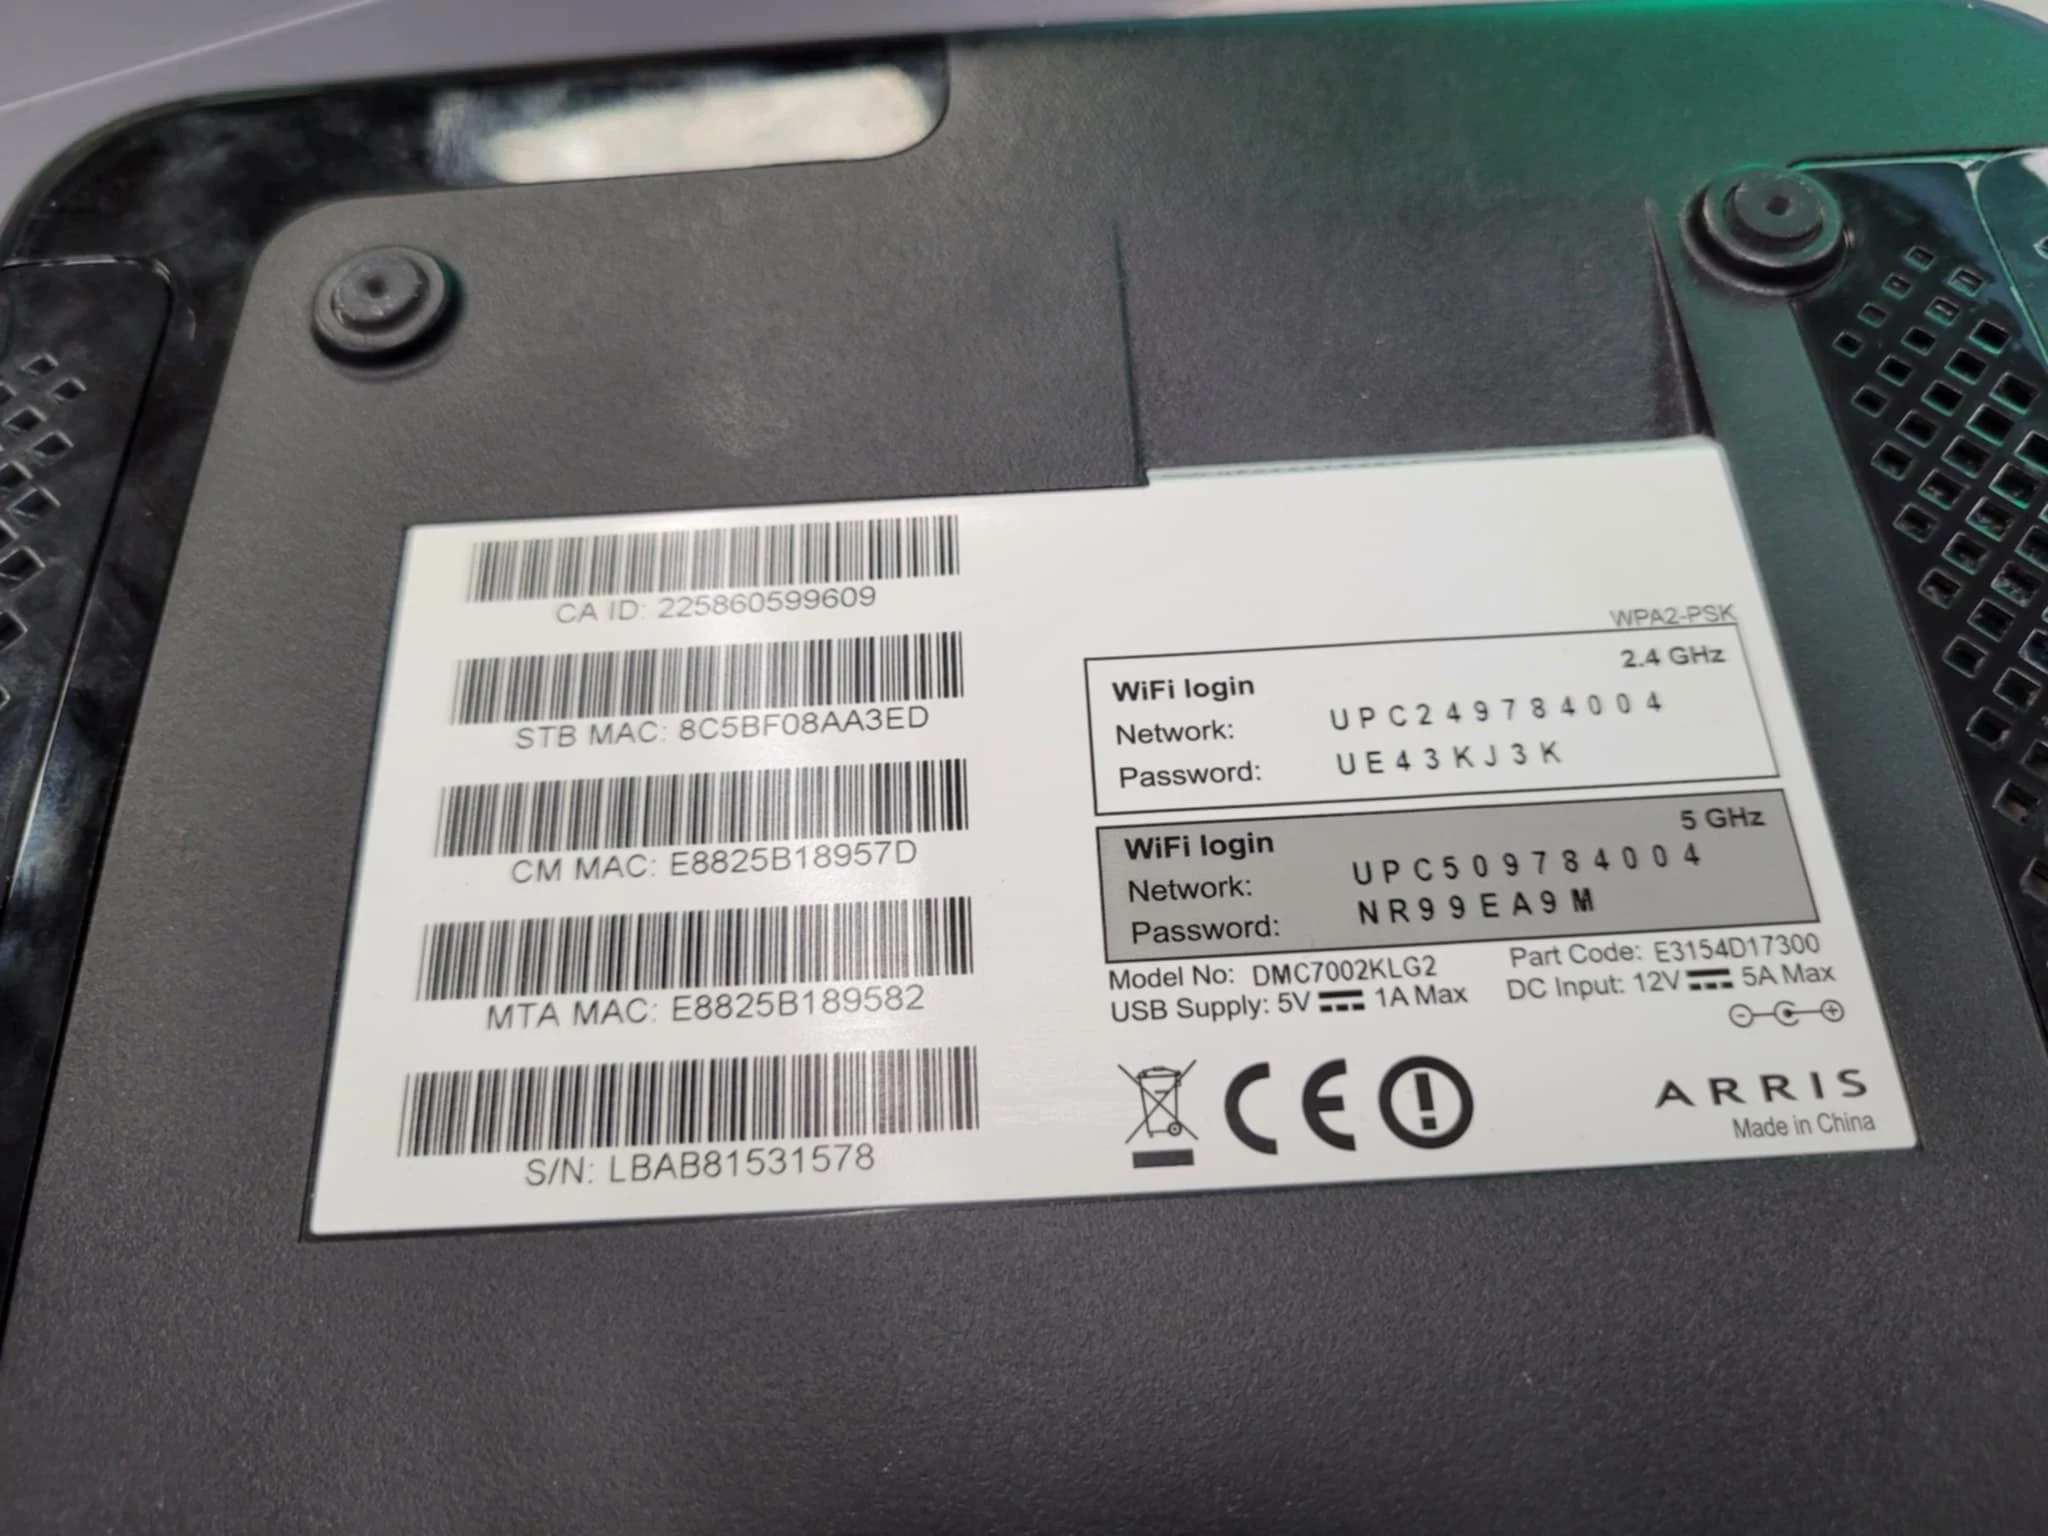 CA ID: 225860599609
STB MAC: 8C5BF08AA3ED
CM MAC: E8825B18957D
MTA MAC: E8825B189582
S/N: LBAB81531578
WPA2-PSK
2.4 GHz
WiFi login
Network: UPC249784004
Password: UE43KJ3K
5 GHz
WiFi login
Network: UPC509784004
Password: NR99EA9M
Model No: DMC7002KLG2
Part Code: E3154D17300
USB Supply: 5V 1A Max
DC Input: 12V 5A Max
CE
ARRIS
Made in China